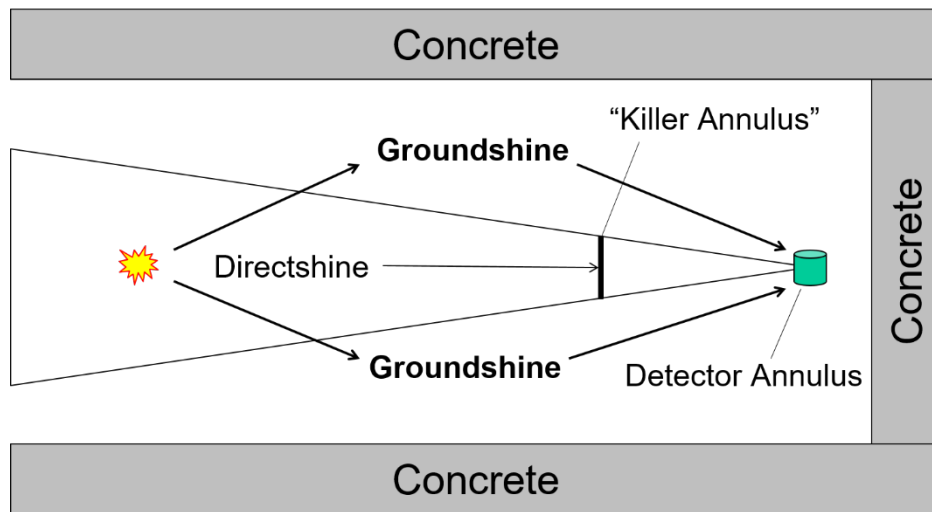 Concrete
“Killer Annulus”
Groundshine
Directshine
Groundshine
Detector Annulus
Concrete
Concrete